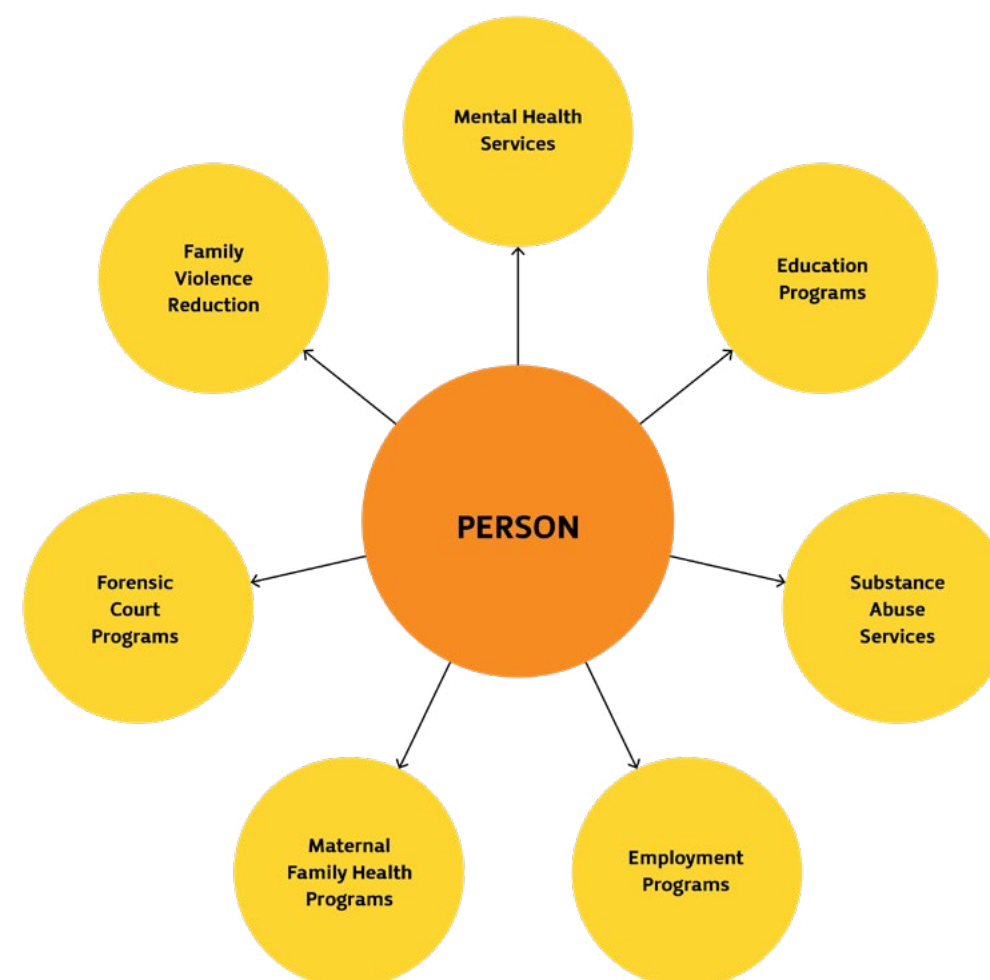 Mental Health
Services
Family
Violence
Reduction
Education
Programs
PERSON
Forensic
Court
Programs
Substance
Abuse
Services
Maternal
Family Health
Programs
Employment
Programs